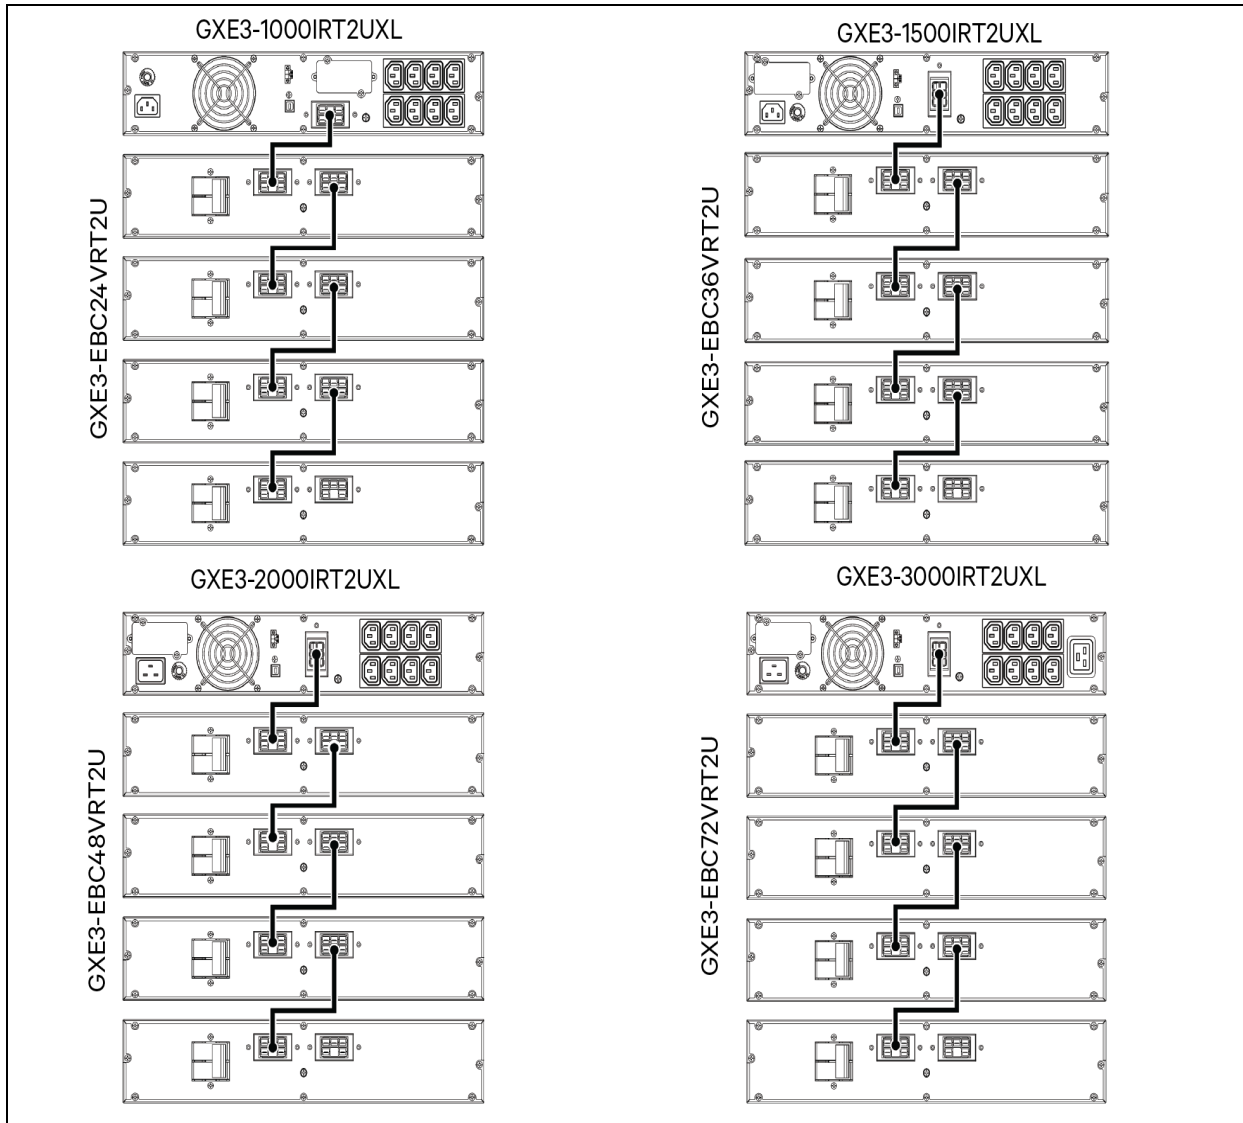 GXE3-1000IRT2UXL
GXE3-EBC24VRT2U
GXE3-1500IRT2UXL
GXE3-EBC36VRT2U
GXE3-2000IRT2UXL
GXE3-EBC48VRT2U
GXE3-3000IRT2UXL
GXE3-EBC72VRT2U